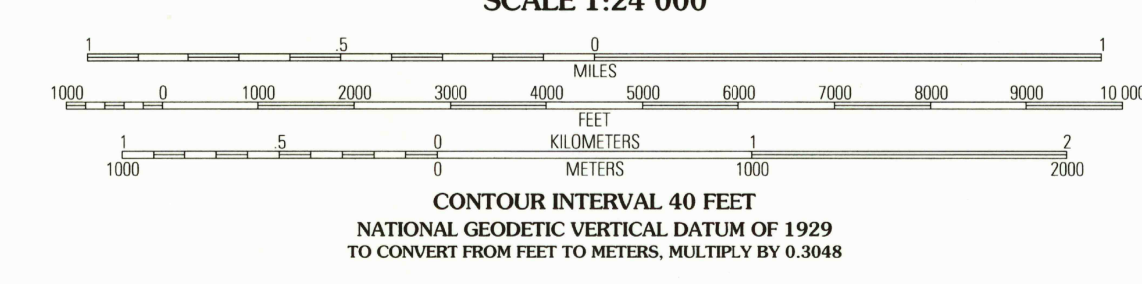 SCALE 1:24 000
1 .5 0 1
MILES
1000 0 1000 2000 3000 4000 5000 6000 7000 8000 9000 10 000
FEET
1 .5 0 KILOMETERS 1 2
1000 0 METERS 1000 2000
CONTOUR INTERVAL 40 FEET
NATIONAL GEODETIC VERTICAL DATUM OF 1929
TO CONVERT FROM FEET TO METERS, MULTIPLY BY 0.3048